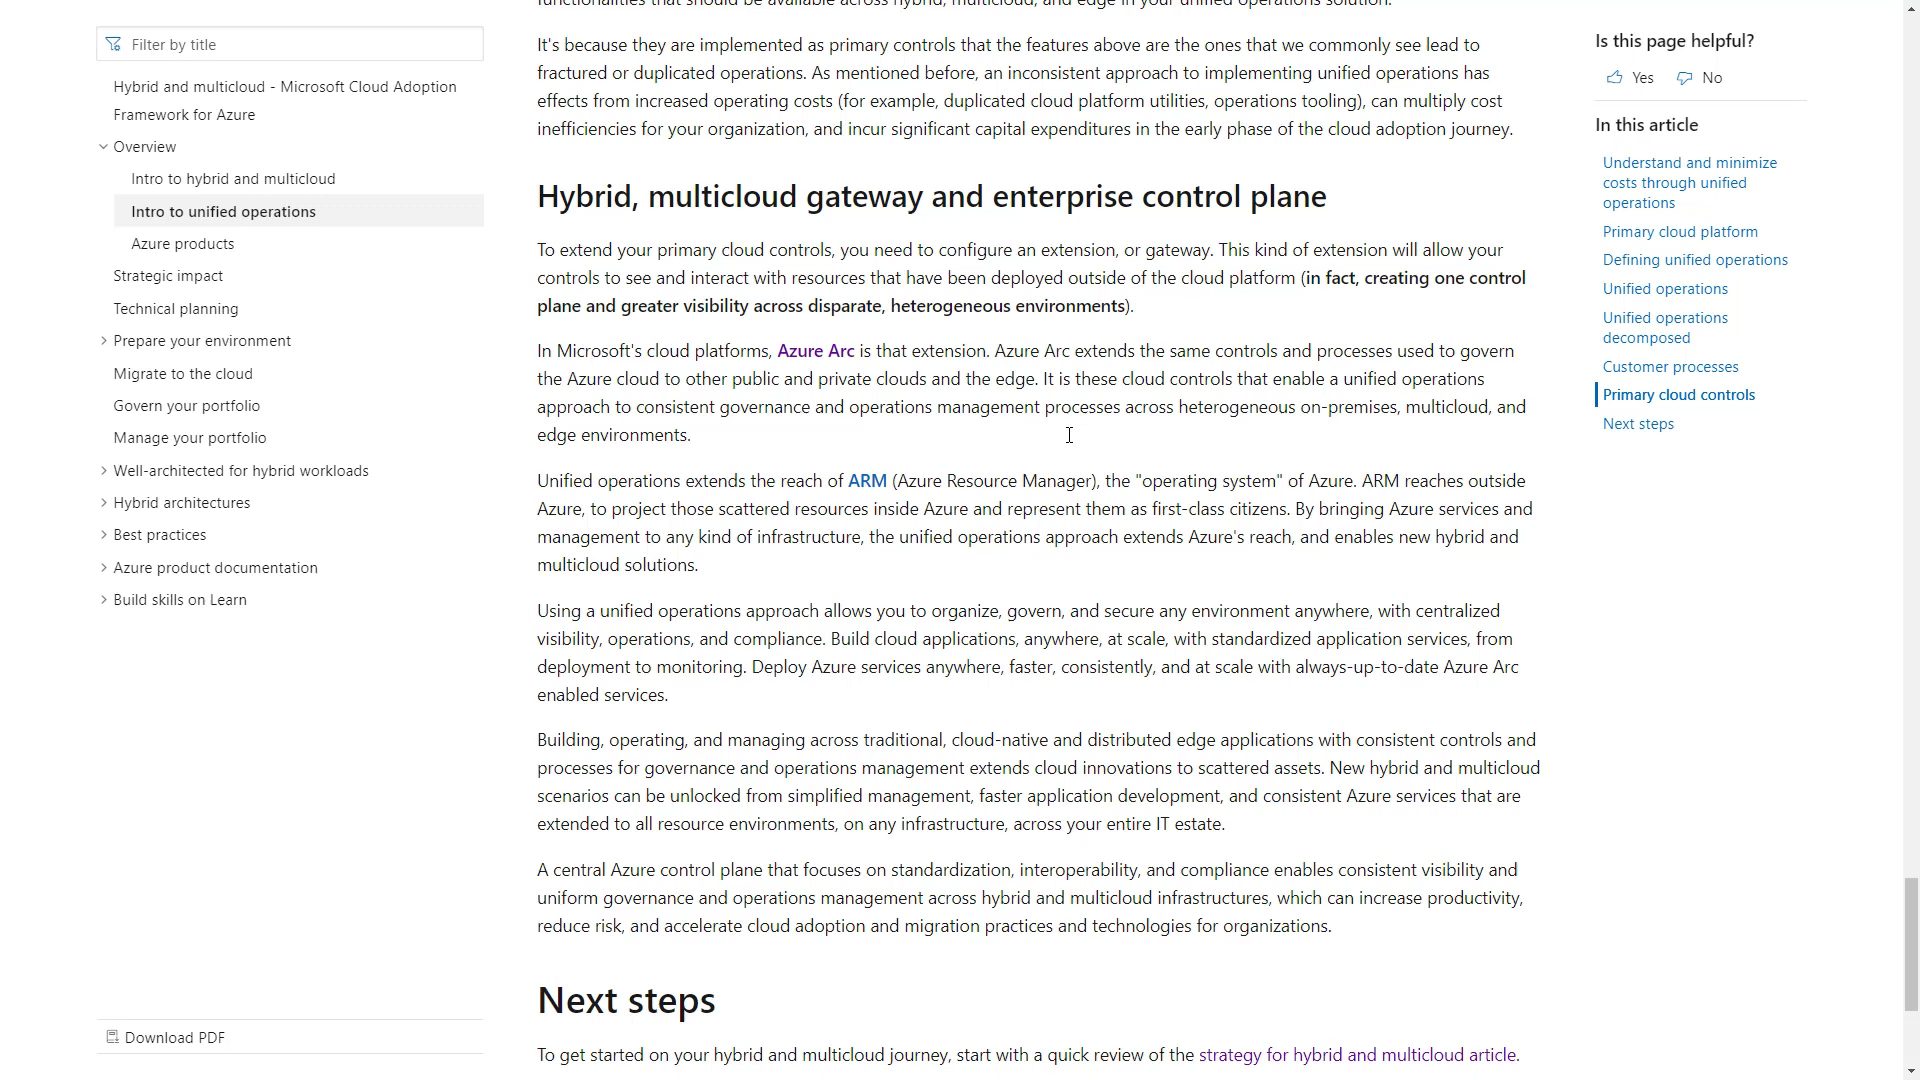 Filter by title
Hybrid and multicloud - Microsoft Cloud Adoption
Framework for Azure
Overview
Intro to hybrid and multicloud
Intro to unified operations
Azure products
Strategic impact
Technical planning
Prepare your environment
Migrate to the cloud
Govern your portfolio
Manage your portfolio
Well-architected for hybrid workloads
Hybrid architectures
Best practices
Azure product documentation
Build skills on Learn
Download PDF
functionalities that should be available across hybrid, multicloud, and edge in your unified operations solution.
It's because they are implemented as primary controls that the features above are the ones that we commonly see lead to
fractured or duplicated operations. As mentioned before, an inconsistent approach to implementing unified operations has
effects from increased operating costs (for example, duplicated cloud platform utilities, operations tooling), can multiply cost
inefficiencies for your organization, and incur significant capital expenditures in the early phase of the cloud adoption journey.
Hybrid, multicloud gateway and enterprise control plane
To extend your primary cloud controls, you need to configure an extension, or gateway. This kind of extension will allow your
controls to see and interact with resources that have been deployed outside of the cloud platform (in fact, creating one control
plane and greater visibility across disparate, heterogeneous environments).
In Microsoft's cloud platforms, Azure Arc is that extension. Azure Arc extends the same controls and processes used to govern
the Azure cloud to other public and private clouds and the edge. It is these cloud controls that enable a unified operations
approach to consistent governance and operations management processes across heterogeneous on-premises, multicloud, and
edge environments.
Unified operations extends the reach of ARM (Azure Resource Manager), the "operating system" of Azure. ARM reaches outside
Azure, to project those scattered resources inside Azure and represent them as first-class citizens. By bringing Azure services and
management to any kind of infrastructure, the unified operations approach extends Azure's reach, and enables new hybrid and
multicloud solutions.
Using a unified operations approach allows you to organize, govern, and secure any environment anywhere, with centralized
visibility, operations, and compliance. Build cloud applications, anywhere, at scale, with standardized application services, from
deployment to monitoring. Deploy Azure services anywhere, faster, consistently, and at scale with always-up-to-date Azure Arc
enabled services.
Building, operating, and managing across traditional, cloud-native and distributed edge applications with consistent controls and
processes for governance and operations management extends cloud innovations to scattered assets. New hybrid and multicloud
scenarios can be unlocked from simplified management, faster application development, and consistent Azure services that are
extended to all resource environments, on any infrastructure, across your entire IT estate.
A central Azure control plane that focuses on standardization, interoperability, and compliance enables consistent visibility and
uniform governance and operations management across hybrid and multicloud infrastructures, which can increase productivity,
reduce risk, and accelerate cloud adoption and migration practices and technologies for organizations.
Next steps
To get started on your hybrid and multicloud journey, start with a quick review of the strategy for hybrid and multicloud article.
Is this page helpful?
Yes No
In this article
Understand and minimize
costs through unified
operations
Primary cloud platform
Defining unified operations
Unified operations
Unified operations
decomposed
Customer processes
Primary cloud controls
Next steps